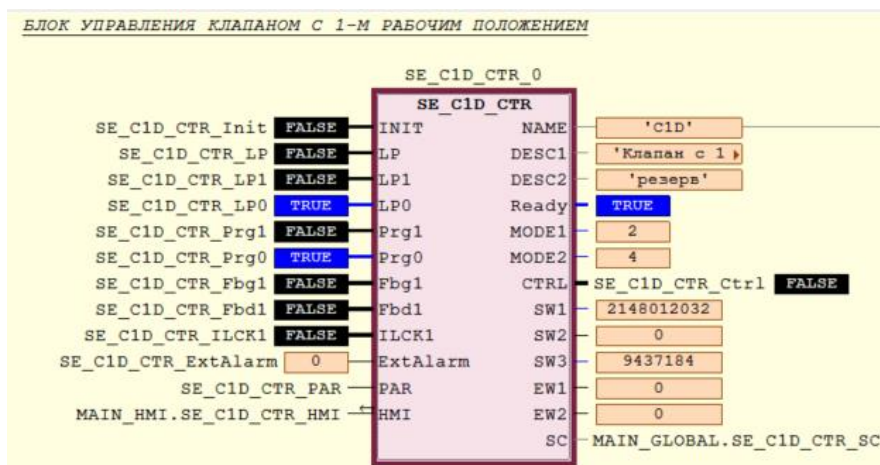 БЛОК УПРАВЛЕНИЯ КЛАПАНОМ С 1-М РАБОЧИМ ПОЛОЖЕНИЕМ
SE_C1D_CTR_0
SE_C1D_CTR
SE_C1D_CTR_Init FALSE INIT NAME 'C1D'
SE_C1D_CTR_LP FALSE LP DESC1 'Клапан с 1
SE_C1D_CTR_LP1 FALSE LP1 DESC2 'резерв'
SE_C1D_CTR_LP0 TRUE LP0 Ready TRUE
SE_C1D_CTR_Prg1 FALSE Prg1 MODE1 2
SE_C1D_CTR_Prg0 TRUE Prg0 MODE2 4
SE_C1D_CTR_Fbg1 FALSE Fbg1 CTRL SE_C1D_CTR_Ctrl FALSE
SE_C1D_CTR_Fbd1 FALSE Fbd1 SW1 2148012032
SE_C1D_CTR_ILCK1 FALSE ILCK1 SW2 0
SE_C1D_CTR_ExtAlarm 0 ExtAlarm SW3 9437184
SE_C1D_CTR_PAR PAR EW1 0
MAIN_HMI.SE_C1D_CTR_HMI HMI EW2 0
SC MAIN_GLOBAL.SE_C1D_CTR_SC